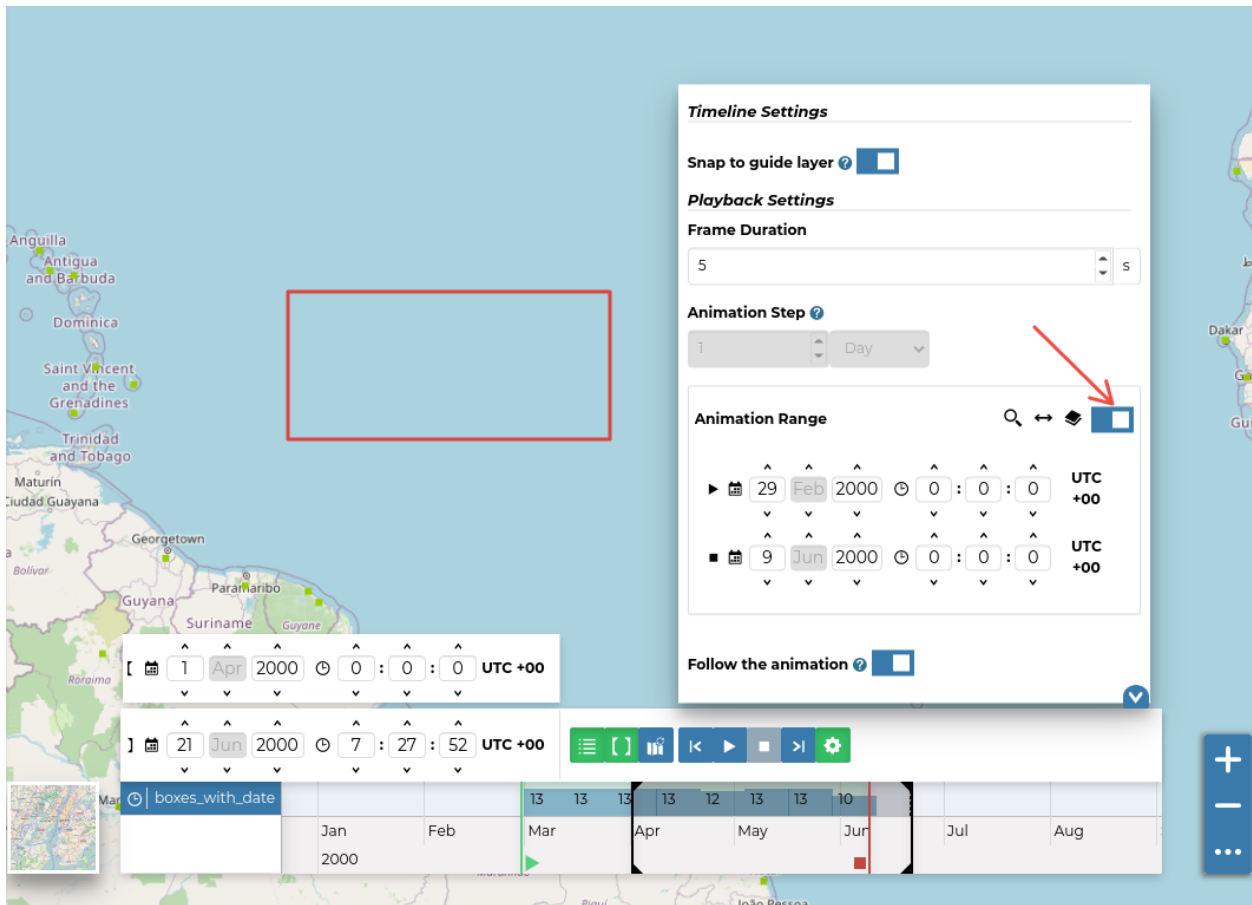 Timeline Settings
Snap to guide layer ?
Playback Settings
Frame Duration
5 s
Animation Step ?
1 Day
Animation Range
29 Feb 2000 0 : 0 : 0 UTC +00
9 Jun 2000 0 : 0 : 0 UTC +00
Follow the animation ?
Anguilla
Antigua
and Barbuda
Dominica
Saint Vincent
and the
Grenadines
Trinidad
and Tobago
Maturín
Ciudad Guayana
Georgetown
Bolívar
Paramaribo
Guyana
Suriname
Guyane
Roraima
Dakar
[ 1 Apr 2000 0 : 0 : 0 UTC +00
] 21 Jun 2000 7 : 27 : 52 UTC +00
boxes_with_date
13 13 13 13 12 13 13 10
Jan Feb Mar Apr May Jun Jul Aug
2000
Piauí
João Pessoa